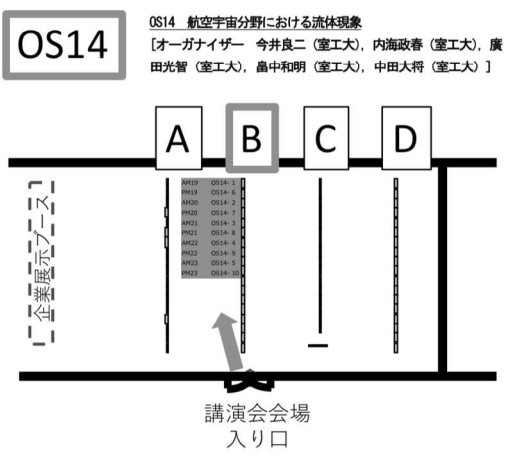 OS14
OS14 航空宇宙分野における流体現象
[オーガナイザー 今井良二（室工大），内海政春（室工大），廣
田光智（室工大），畠中和明（室工大），中田大将（室工大）]
A B C D
AM19 OS14- 1
PM19 OS14- 6
AM20 OS14- 2
PM20 OS14- 7
AM21 OS14- 3
PM21 OS14- 8
AM22 OS14- 4
PM22 OS14- 9
AM23 OS14- 5
PM23 OS14- 10
企業展示ブース
講演会会場
入り口